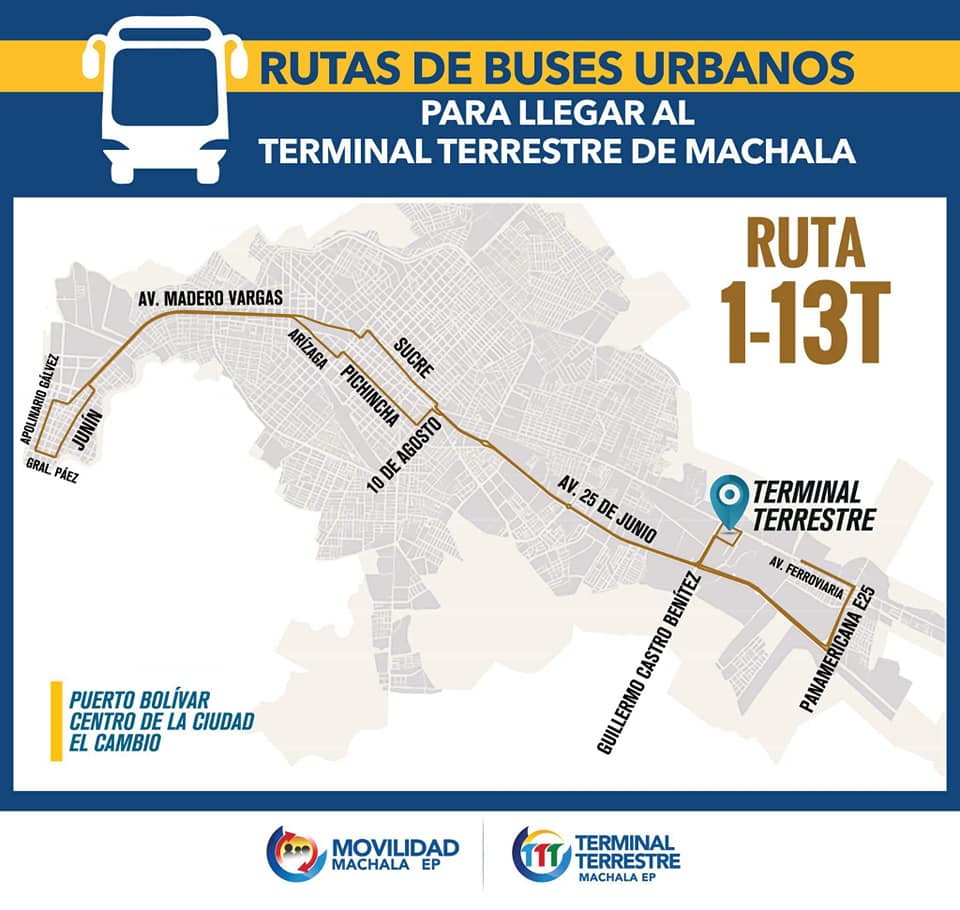 RUTAS DE BUSES URBANOS
PARA LLEGAR AL
TERMINAL TERRESTRE DE MACHALA
RUTA
1-13T
AV. MADERO VARGAS
SUCRE
ARÍZAGA
PICHINCHA
APOLINARIO GÁLVEZ
JUNÍN
GRAL. PÁEZ
10 DE AGOSTO
AV. 25 DE JUNIO
TERMINAL
TERRESTRE
AV. FERROVIARIA
PANAMERICANA E25
GUILLERMO CASTRO BENÍTEZ
PUERTO BOLÍVAR
CENTRO DE LA CIUDAD
EL CAMBIO
MOVILIDAD
MACHALA EP
TERMINAL
TERRESTRE
MACHALA EP